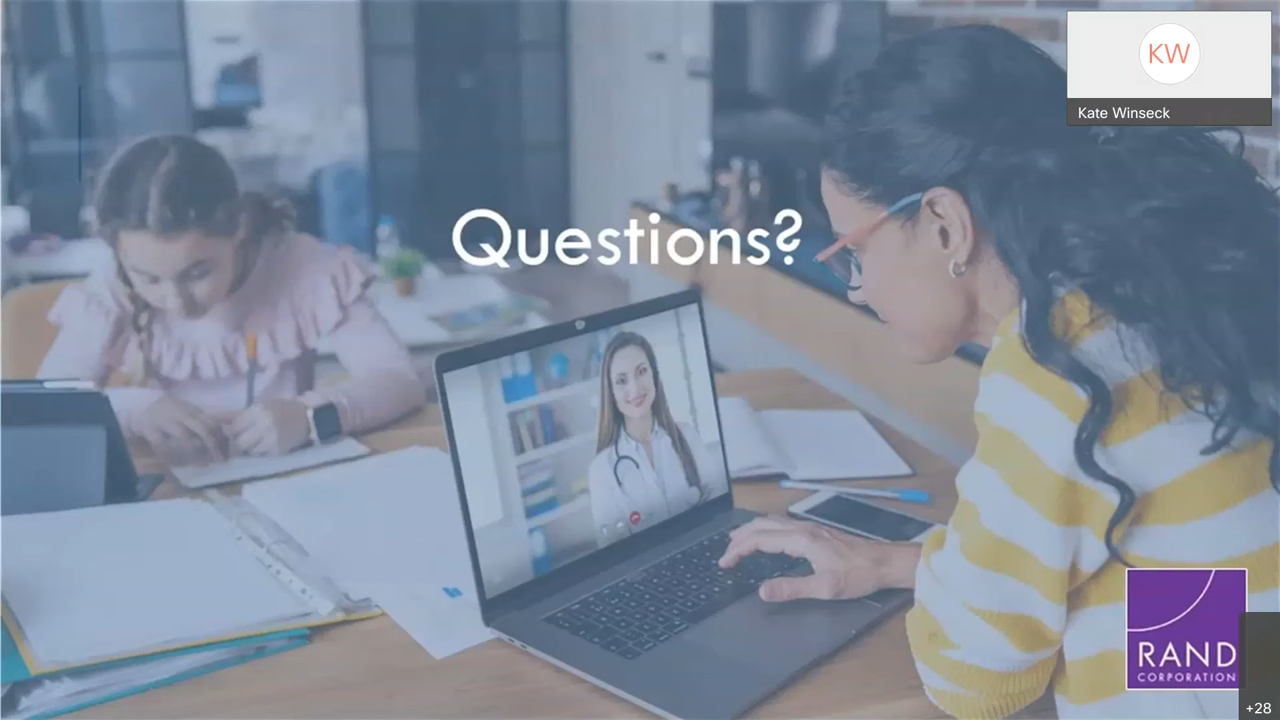 KW
Kate Winseck
Questions?
RAND
CORPORATION
+28